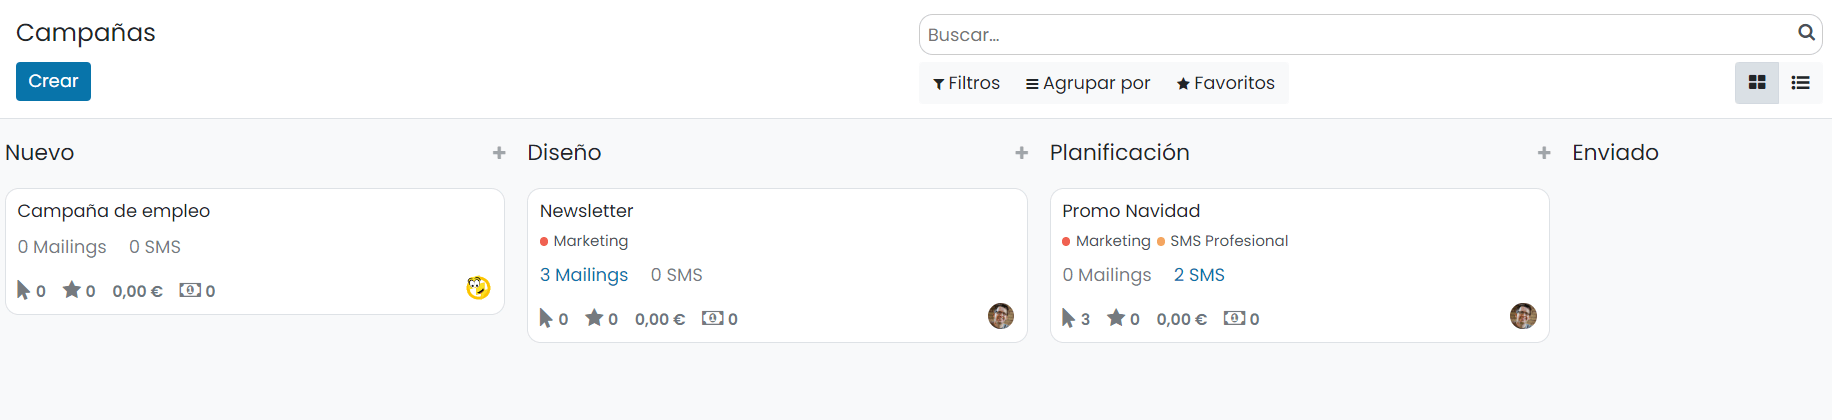 Campañas
Buscar...
Crear
Filtros Agrupar por Favoritos
Nuevo + Diseño + Planificación + Enviado
Campaña de empleo
0 Mailings 0 SMS
0 0 0,00 € 0
Newsletter
Marketing
3 Mailings 0 SMS
0 0 0,00 € 0
Promo Navidad
Marketing SMS Profesional
0 Mailings 2 SMS
3 0 0,00 € 0